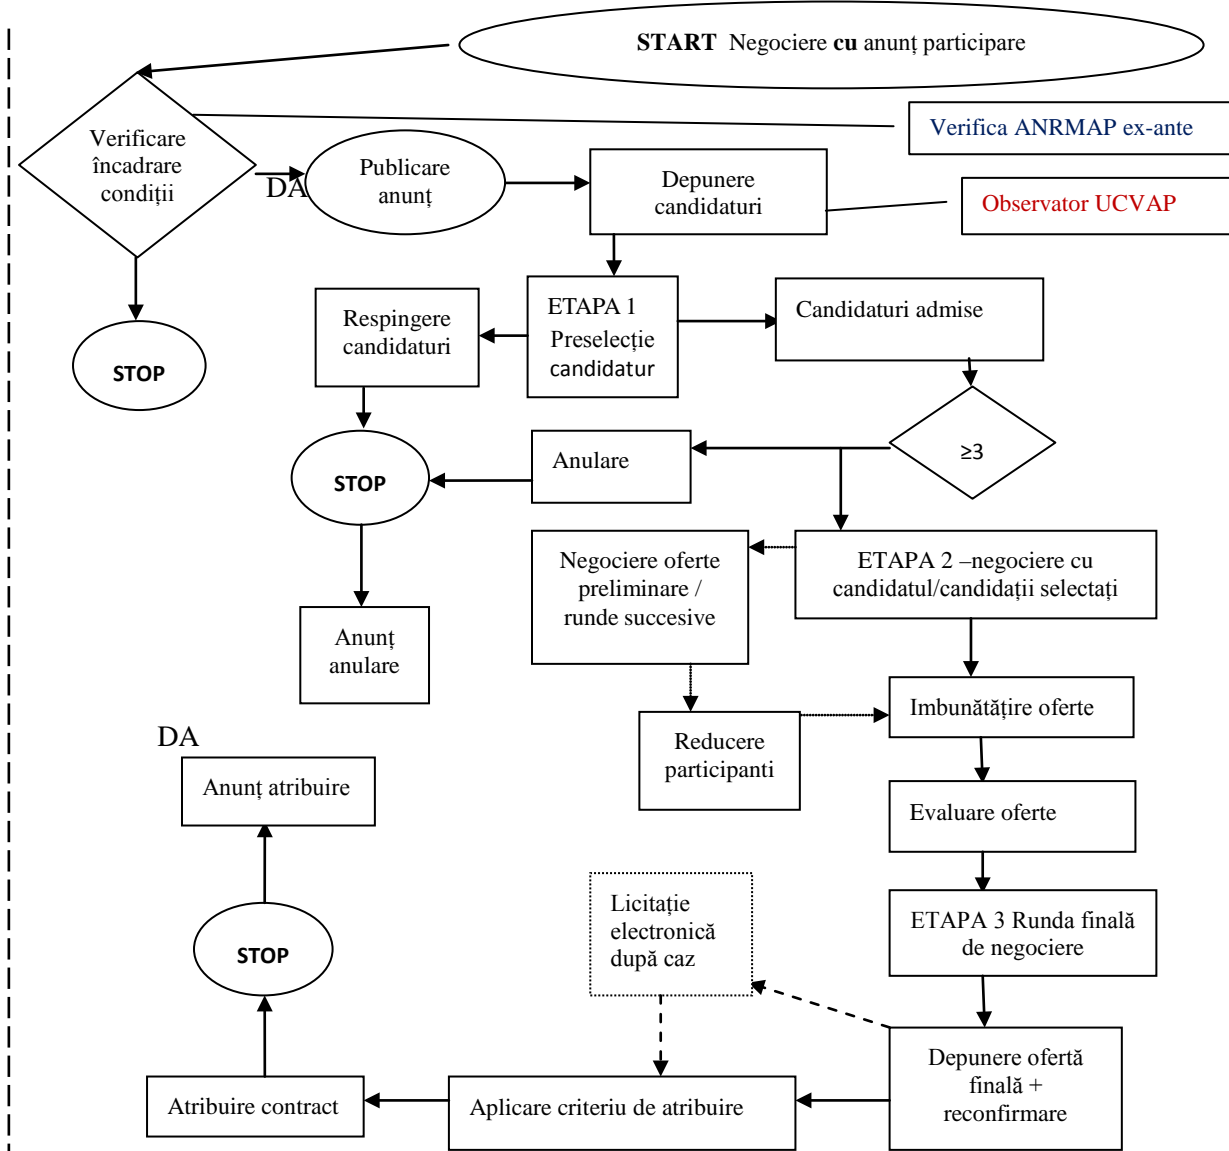 START Negociere cu anunț participare
Verificare
încadrare
condiții
Verifica ANRMAP ex-ante
DA
Publicare
anunț
Depunere
candidaturi
Observator UCVAP
STOP
Respingere
candidaturi
ETAPA 1
Preselecție
candidatur
Candidaturi admise
≥3
Anulare
STOP
Anunț
anulare
Negociere oferte
preliminare /
runde succesive
ETAPA 2 –negociere cu
candidatul/candidații selectați
Reducere
participanti
Imbunătățire oferte
DA
Anunț atribuire
Evaluare oferte
Licitație
electronică
după caz
ETAPA 3 Runda finală
de negociere
STOP
Depunere ofertă
finală +
reconfirmare
Aplicare criteriu de atribuire
Atribuire contract